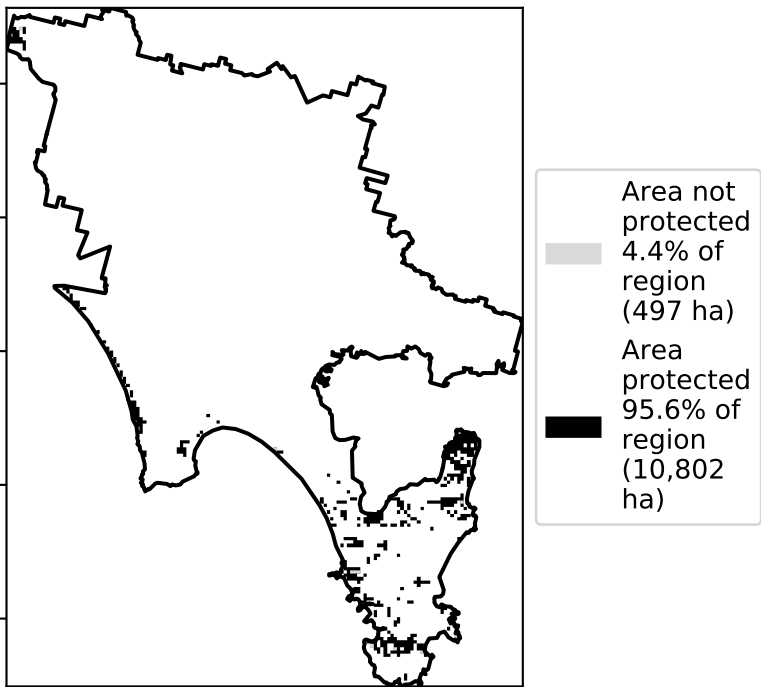 Area not
protected
4.4% of
region
(497 ha)
Area
protected
95.6% of
region
(10,802
ha)